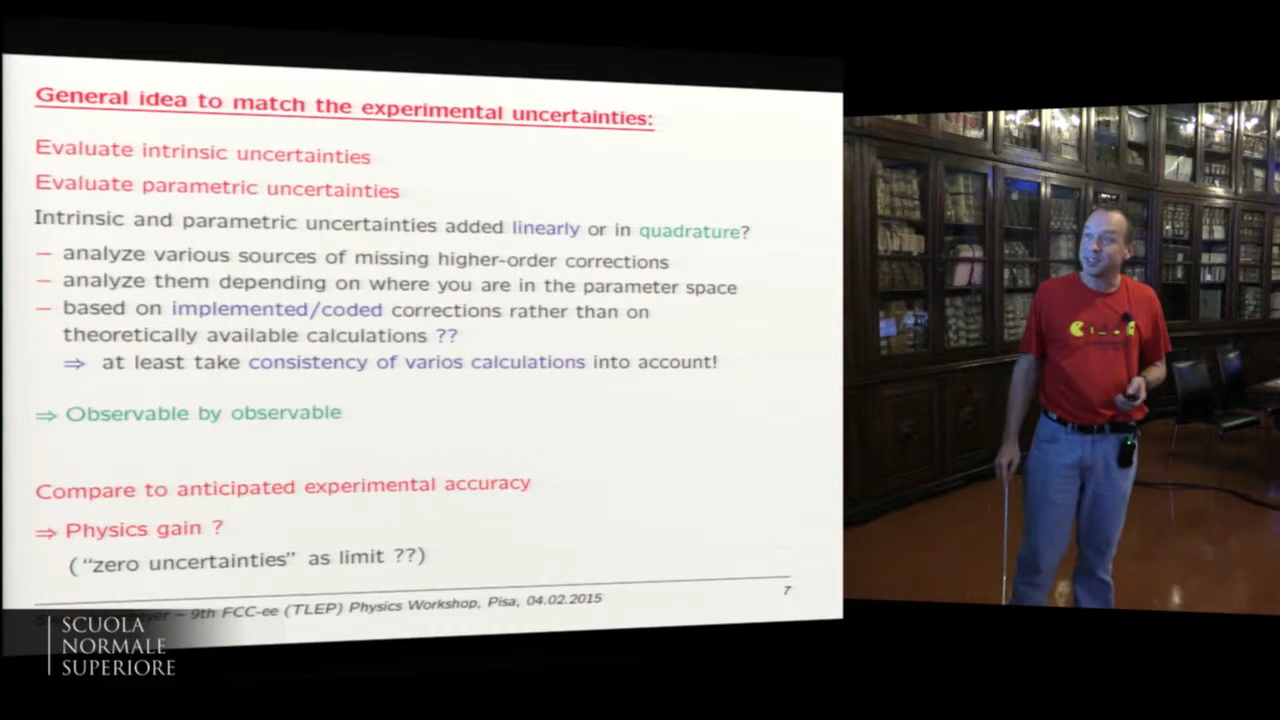 General idea to match the experimental uncertainties:
Evaluate intrinsic uncertainties
Evaluate parametric uncertainties
Intrinsic and parametric uncertainties added linearly or in quadrature?
— analyze various sources of missing higher-order corrections
— analyze them depending on where you are in the parameter space
— based on implemented/coded corrections rather than on
theoretically available calculations ??
⇒ at least take consistency of varios calculations into account!
⇒ Observable by observable
Compare to anticipated experimental accuracy
⇒ Physics gain ?
("zero uncertainties" as limit ??)
– 9th FCC-ee (TLEP) Physics Workshop, Pisa, 04.02.2015
7
SCUOLA
NORMALE
SUPERIORE